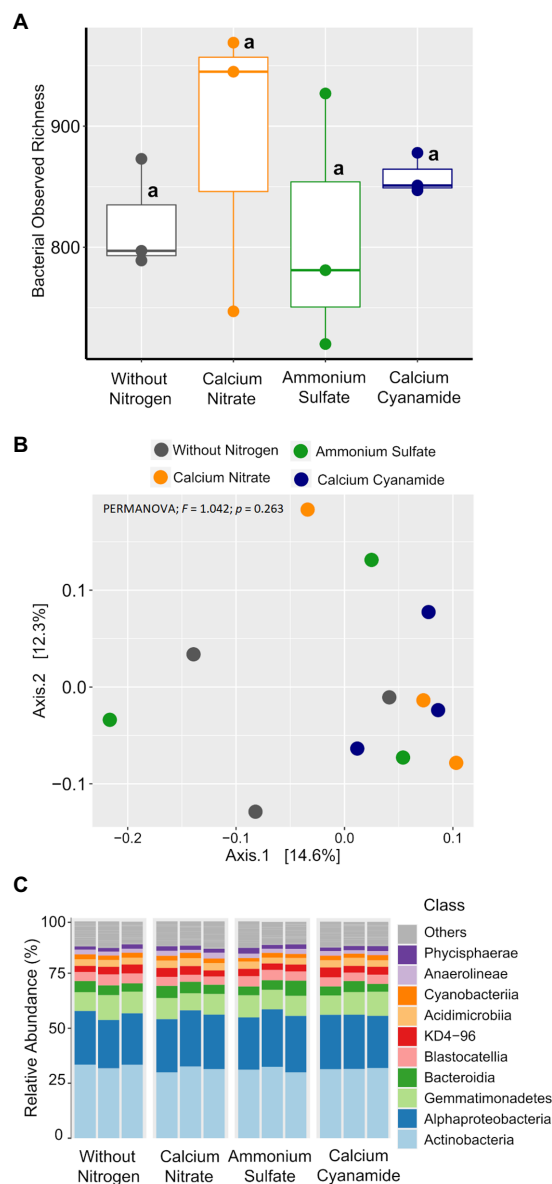 A
Bacterial Observed Richness
900
800
a
a
a
a
Without
Nitrogen
Calcium
Nitrate
Ammonium
Sulfate
Calcium
Cyanamide
B
Without Nitrogen
Ammonium Sulfate
Calcium Nitrate
Calcium Cyanamide
PERMANOVA; F = 1.042; p = 0.263
Axis.2 [12.3%]
0.1
0.0
−0.1
−0.2
−0.1
0.0
0.1
Axis.1 [14.6%]
C
Relative Abundance (%)
100
75
50
25
0
Without
Nitrogen
Calcium
Nitrate
Ammonium
Sulfate
Calcium
Cyanamide
Class
Others
Phycisphaerae
Anaerolineae
Cyanobacteriia
Acidimicrobiia
KD4−96
Blastocatellia
Bacteroidia
Gemmatimonadetes
Alphaproteobacteria
Actinobacteria